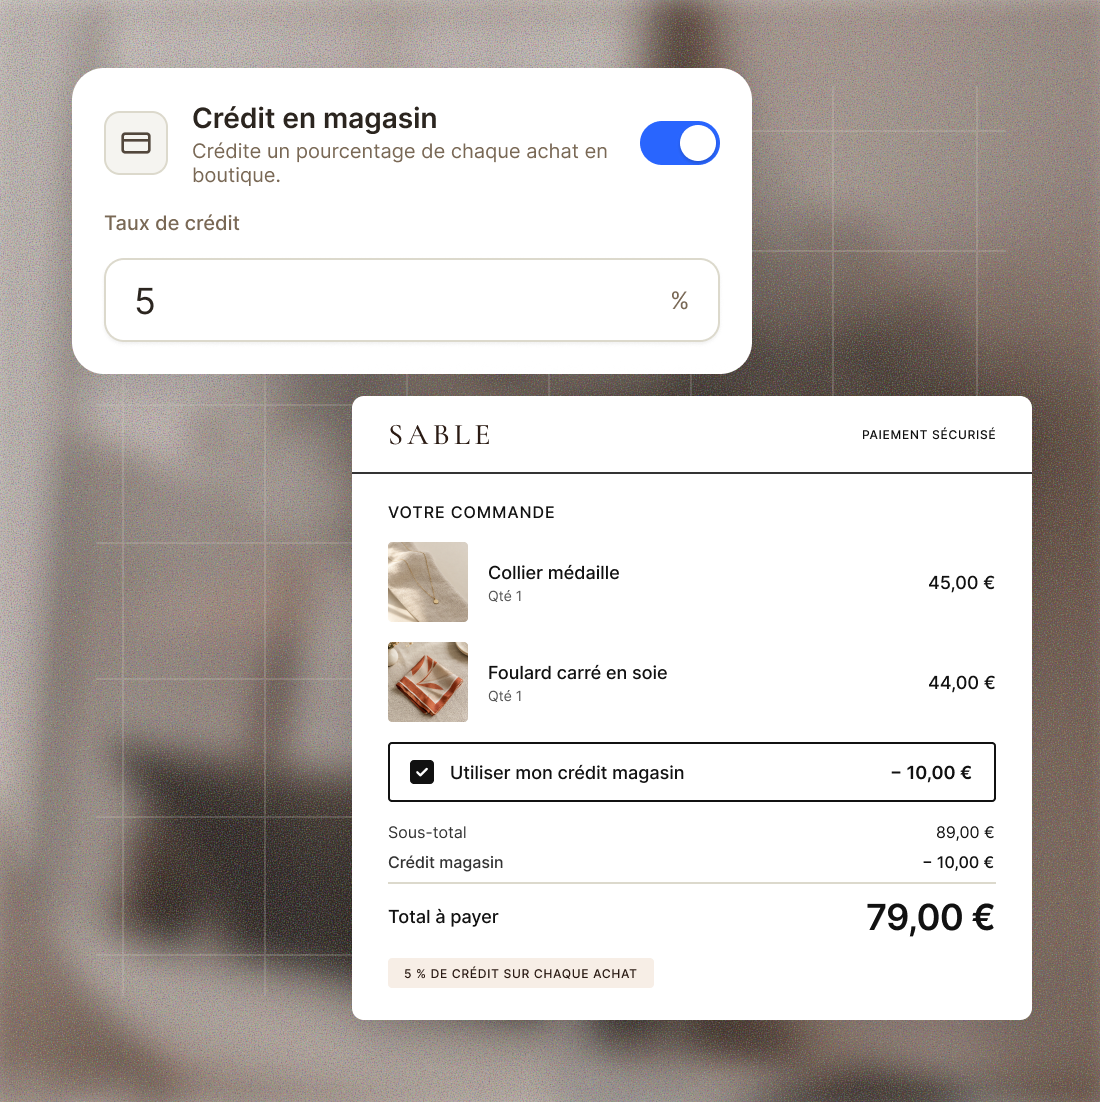 Crédit en magasin
Crédite un pourcentage de chaque achat en
boutique.
Taux de crédit
5 %
SABLE
PAIEMENT SÉCURISÉ
VOTRE COMMANDE
Collier médaille
Qté 1
45,00 €
Foulard carré en soie
Qté 1
44,00 €
Utiliser mon crédit magasin − 10,00 €
Sous-total 89,00 €
Crédit magasin − 10,00 €
Total à payer 79,00 €
5 % DE CRÉDIT SUR CHAQUE ACHAT